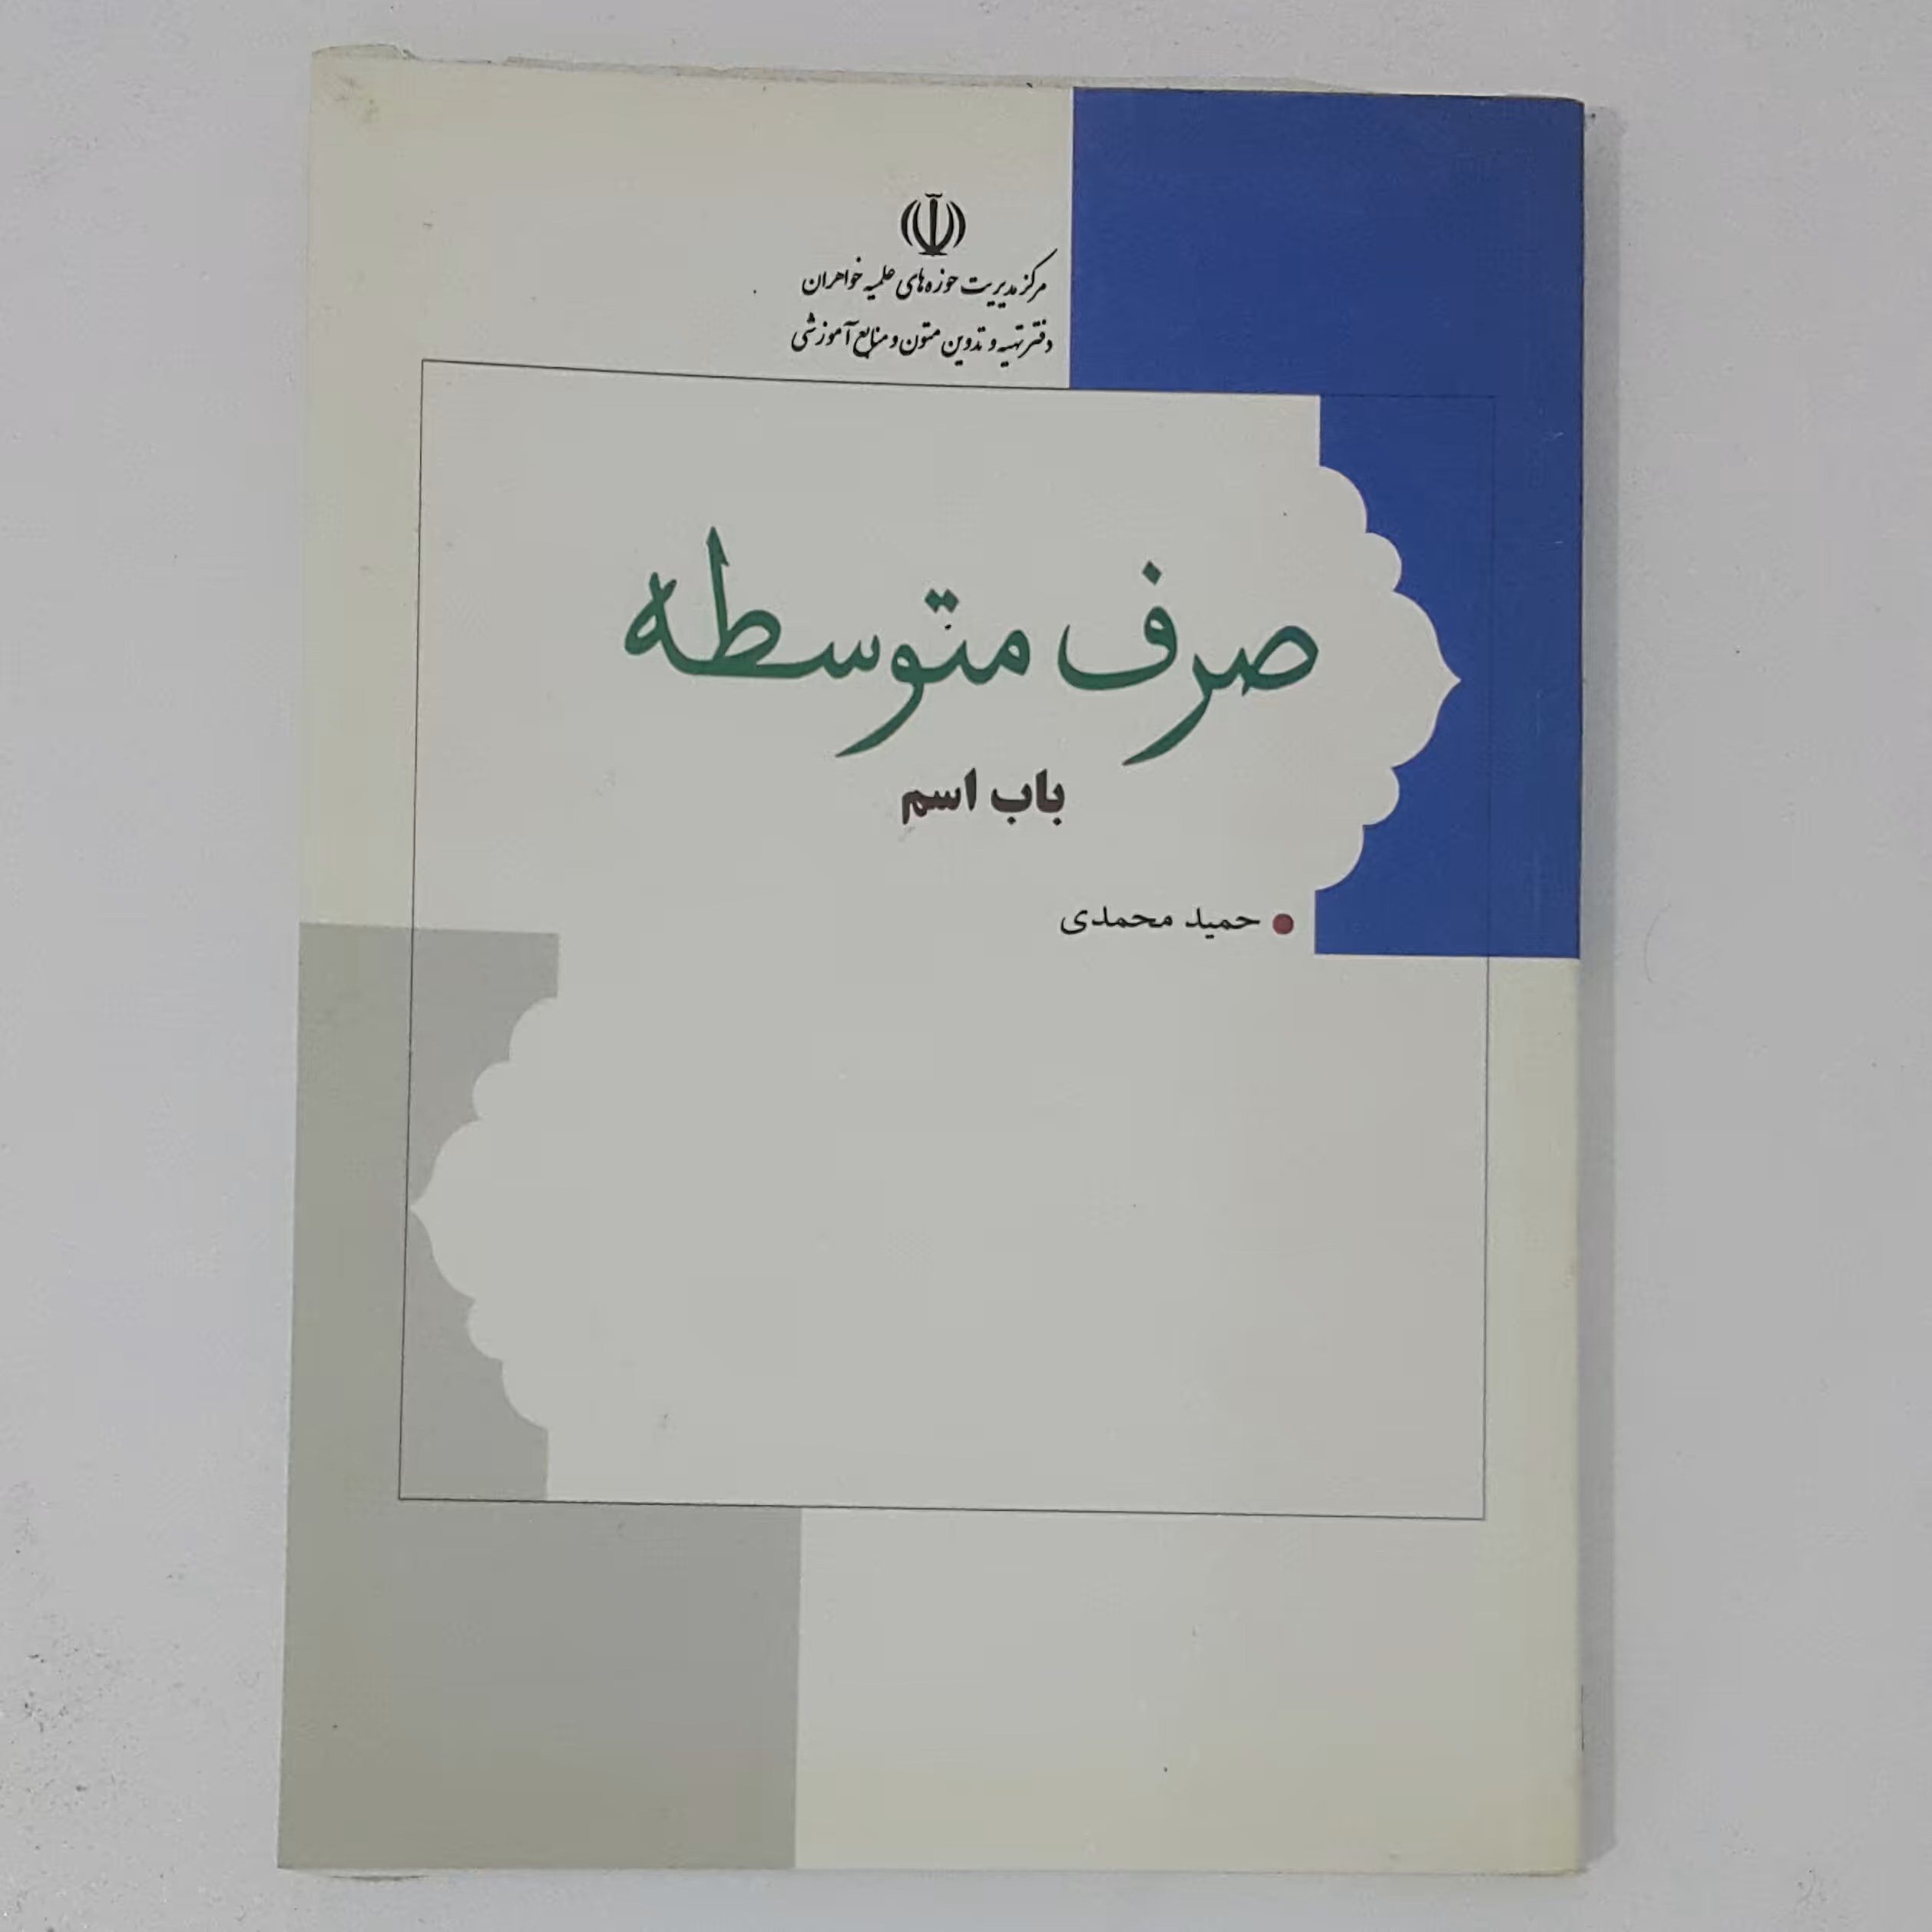 مرکز مدیریت حوزه‌های علمیه خواهران
دفتر تهیه و تدوین متون و منابع آموزشی
صرف متوسطه
باب اسم
حمید محمدی